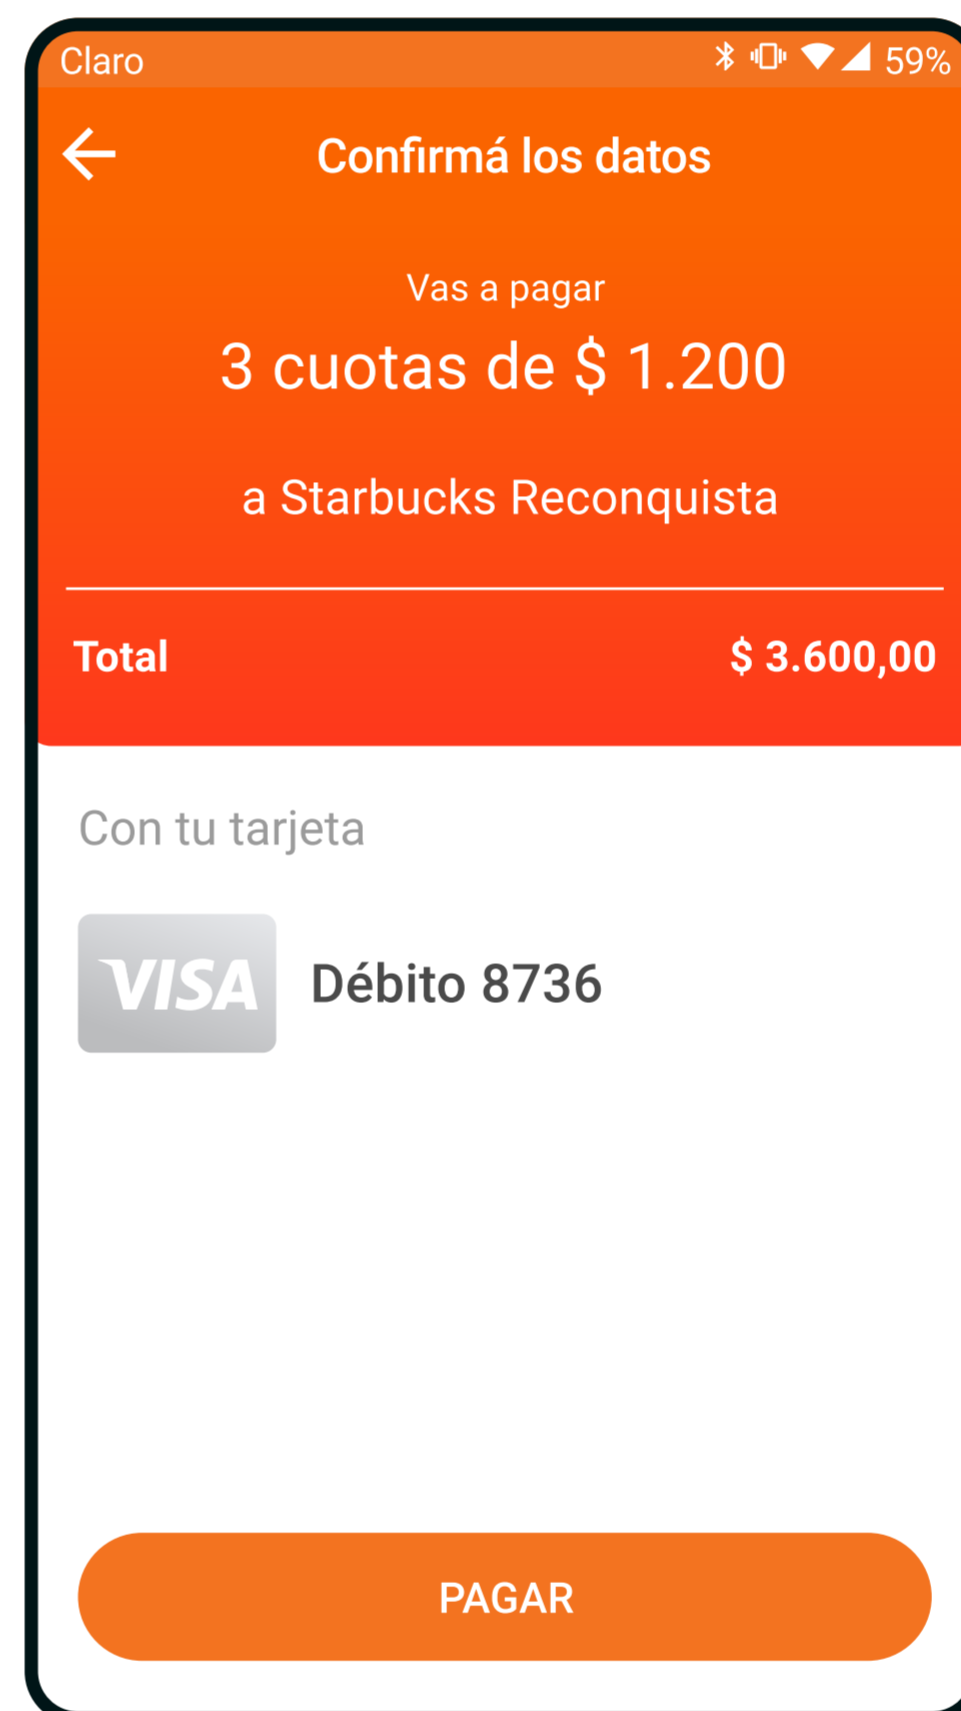 Claro 59%
Confirmá los datos
Vas a pagar
3 cuotas de $ 1.200
a Starbucks Reconquista
Total $ 3.600,00
Con tu tarjeta
VISA Débito 8736
PAGAR